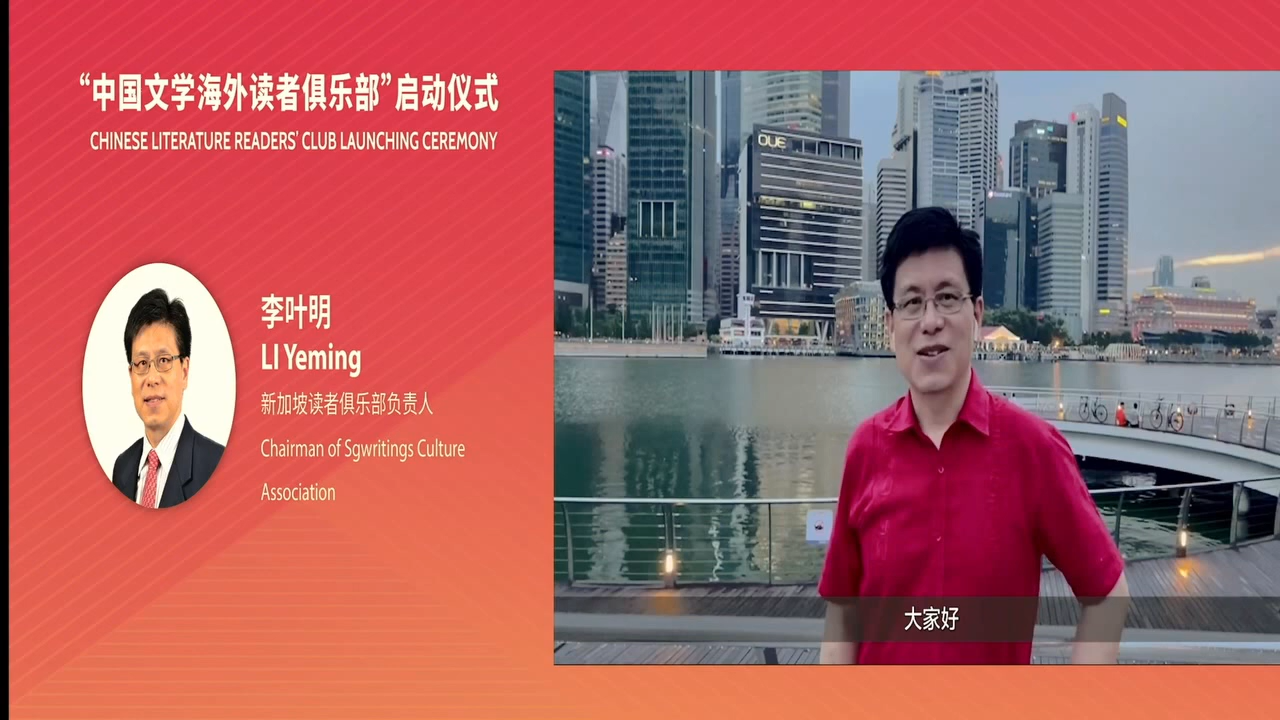 “中国文学海外读者俱乐部”启动仪式
CHINESE LITERATURE READERS' CLUB LAUNCHING CEREMONY
李叶明
LI Yeming
新加坡读者俱乐部负责人
Chairman of Sgwritings Culture
Association
OUE
大家好